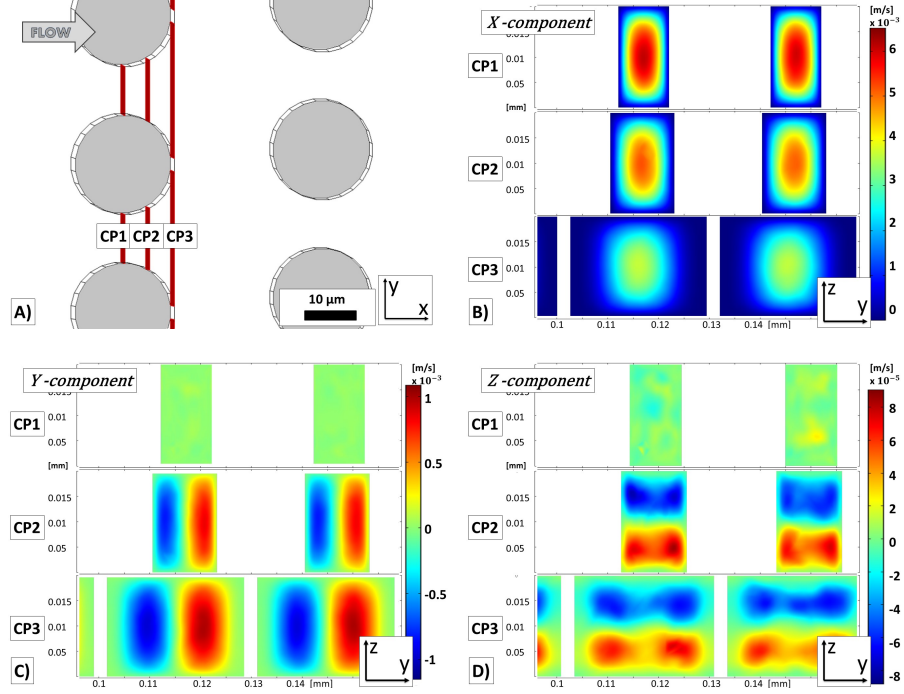 FLOW
CP1 CP2 CP3
A)
10 µm
y
x
X-component
[m/s]
x 10⁻³
6
5
4
3
2
1
0
CP1
0.015
0.01
0.05
[mm]
CP2
0.015
0.01
0.05
CP3
0.015
0.01
0.05
0.1 0.11 0.12 0.13 0.14 [mm]
z
y
B)
Y-component
[m/s]
x 10⁻³
1
0.5
0
-0.5
-1
CP1
0.015
0.01
0.05
[mm]
CP2
0.015
0.01
0.05
CP3
0.015
0.01
0.05
0.1 0.11 0.12 0.13 0.14 [mm]
z
y
C)
Z-component
[m/s]
x 10⁻⁵
8
6
4
2
0
-2
-4
-6
-8
CP1
0.015
0.01
0.05
[mm]
CP2
0.015
0.01
0.05
CP3
0.015
0.01
0.05
0.1 0.11 0.12 0.13 0.14 [mm]
z
y
D)